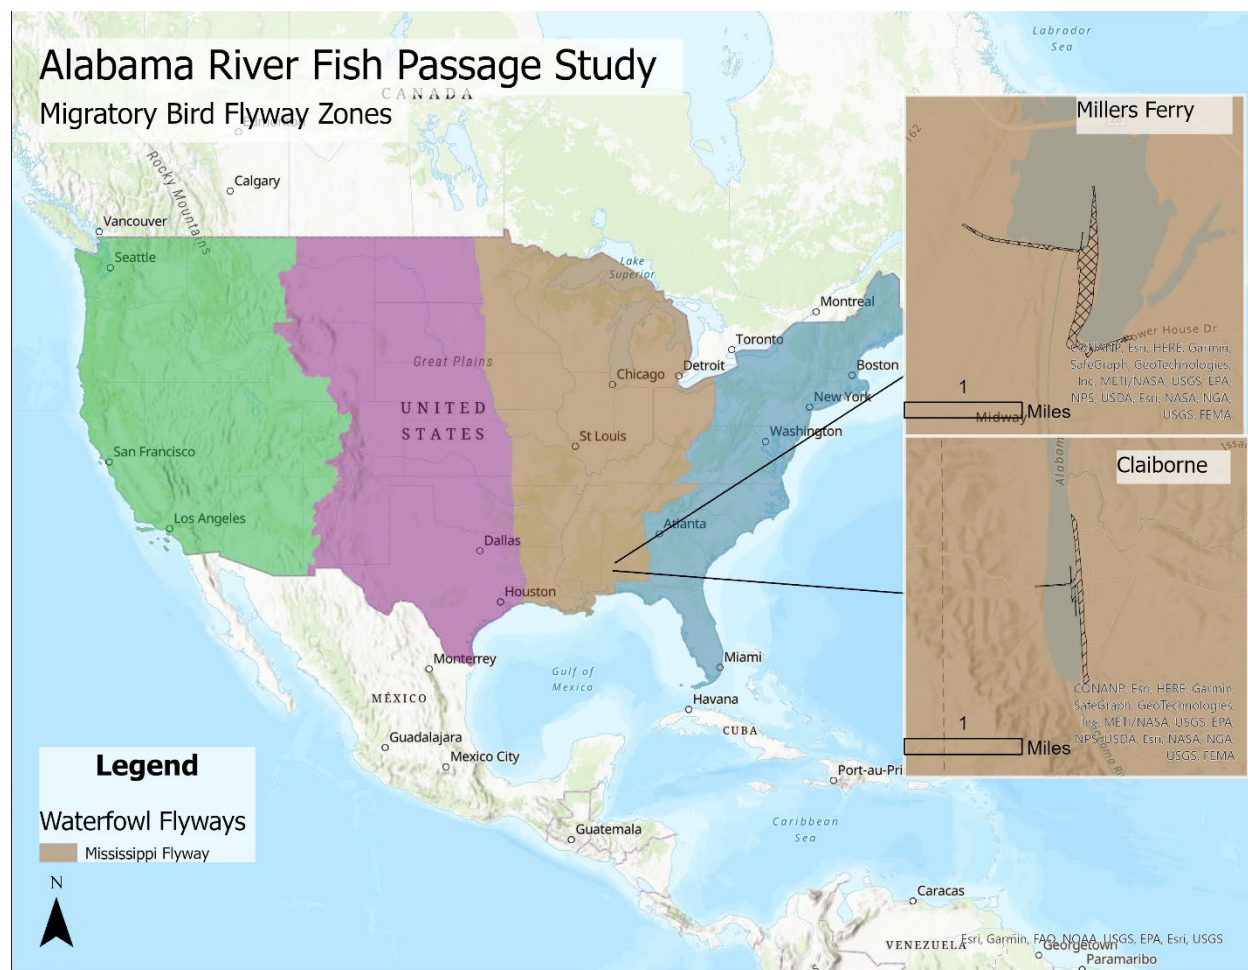 Alabama River Fish Passage Study
Migratory Bird Flyway Zones
CANADA
Labrador
Sea
Rocky Mountains
Calgary
Vancouver
Seattle
Lake
Superior
Montreal
Toronto
Great Plains
Detroit
Chicago
Boston
UNITED
STATES
New York
St Louis
Washington
San Francisco
Los Angeles
Atlanta
Dallas
Houston
Monterrey
Gulf of
Mexico
Miami
MÉXICO
Havana
CUBA
Guadalajara
Mexico City
Port-au-Pri
Guatemala
Caribbean
Sea
Caracas
VENEZUELA
Georgetown
Paramaribo
Esri, Garmin, FAO, NOAA, USGS, EPA, Esri, USGS
Millers Ferry
162
Power House Dr
CONANP, Esri, HERE, Garmin,
SafeGraph, GeoTechnologies,
Inc, METI/NASA, USGS, EPA,
NPS, USDA, Esri, NASA, NGA,
USGS, FEMA
1
Miles
Midway
Claiborne
Issa
Alabam
CONANP, Esri, HERE, Garmin,
SafeGraph, GeoTechnologies,
Inc, METI/NASA, USGS, EPA,
NPS, USDA, Esri, NASA, NGA,
USGS, FEMA
1
Miles
Legend
Waterfowl Flyways
Mississippi Flyway
N